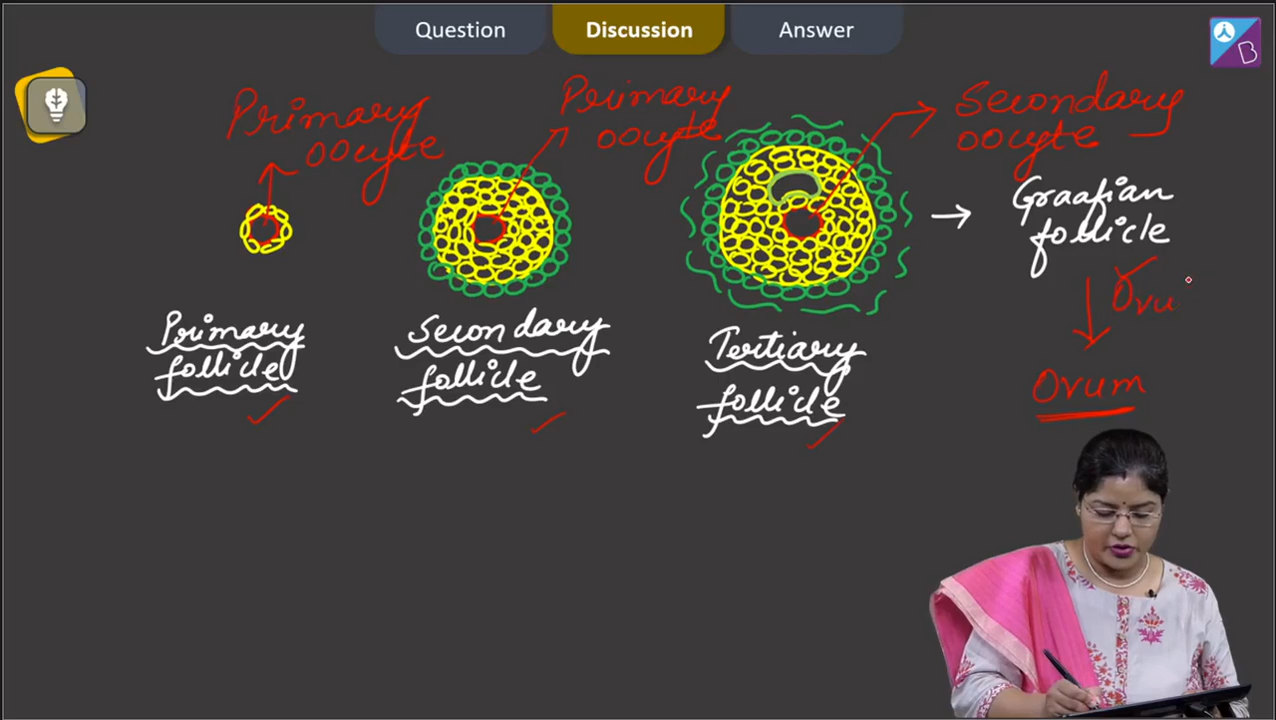 Question
Discussion
Answer
Primary
oocyte
Primary
oocyte
Secondary
oocyte
Graafian
follicle
Ovu
Ovum
Primary
follicle
Secondary
follicle
Tertiary
follicle
B